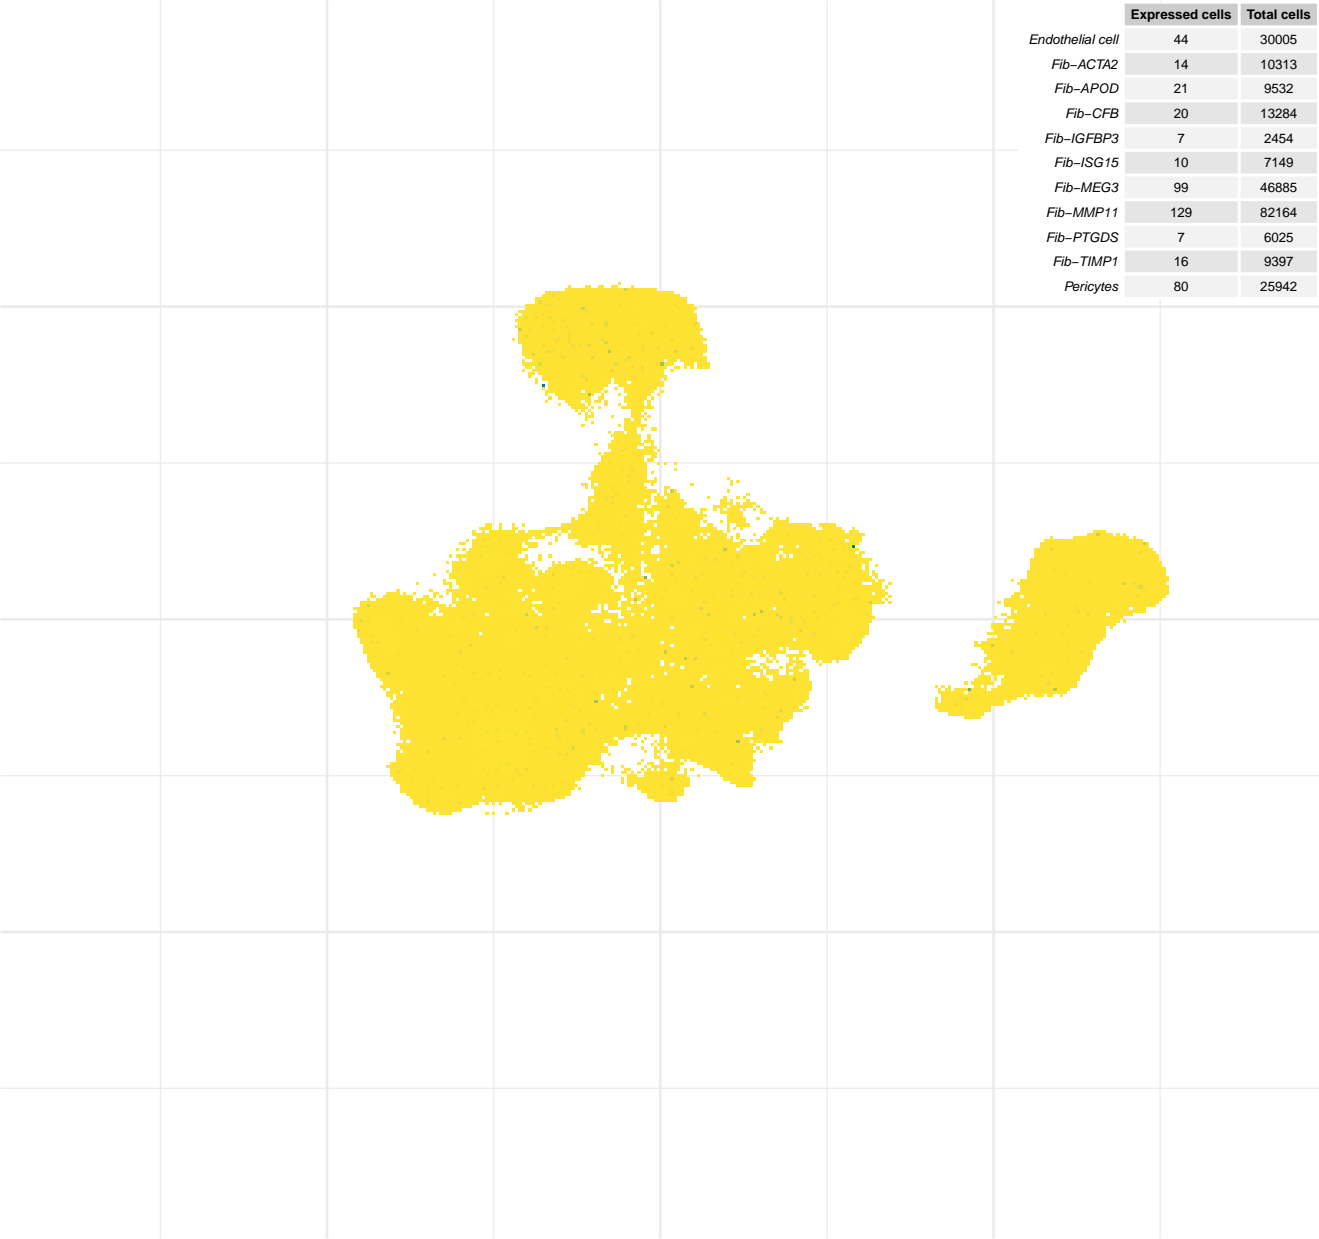 Expressed cells Total cells
Endothelial cell 44 30005
Fib−ACTA2 14 10313
Fib−APOD 21 9532
Fib−CFB 20 13284
Fib−IGFBP3 7 2454
Fib−ISG15 10 7149
Fib−MEG3 99 46885
Fib−MMP11 129 82164
Fib−PTGDS 7 6025
Fib−TIMP1 16 9397
Pericytes 80 25942